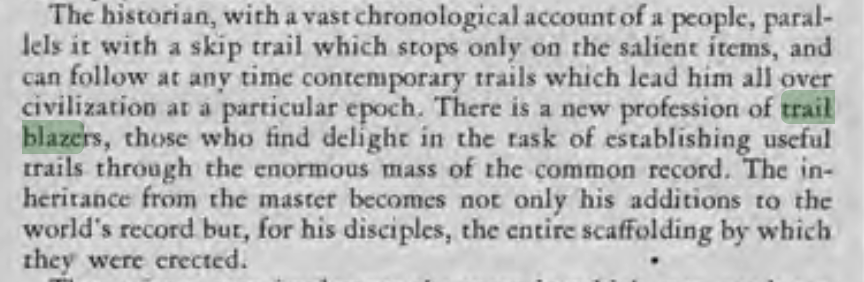 The historian, with a vast chronological account of a people, paral-
lels it with a skip trail which stops only on the salient items, and
can follow at any time contemporary trails which lead him all over
civilization at a particular epoch. There is a new profession of trail
blazers, those who find delight in the task of establishing useful
trails through the enormous mass of the common record. The in-
heritance from the master becomes not only his additions to the
world's record but, for his disciples, the entire scaffolding by which
they were erected.